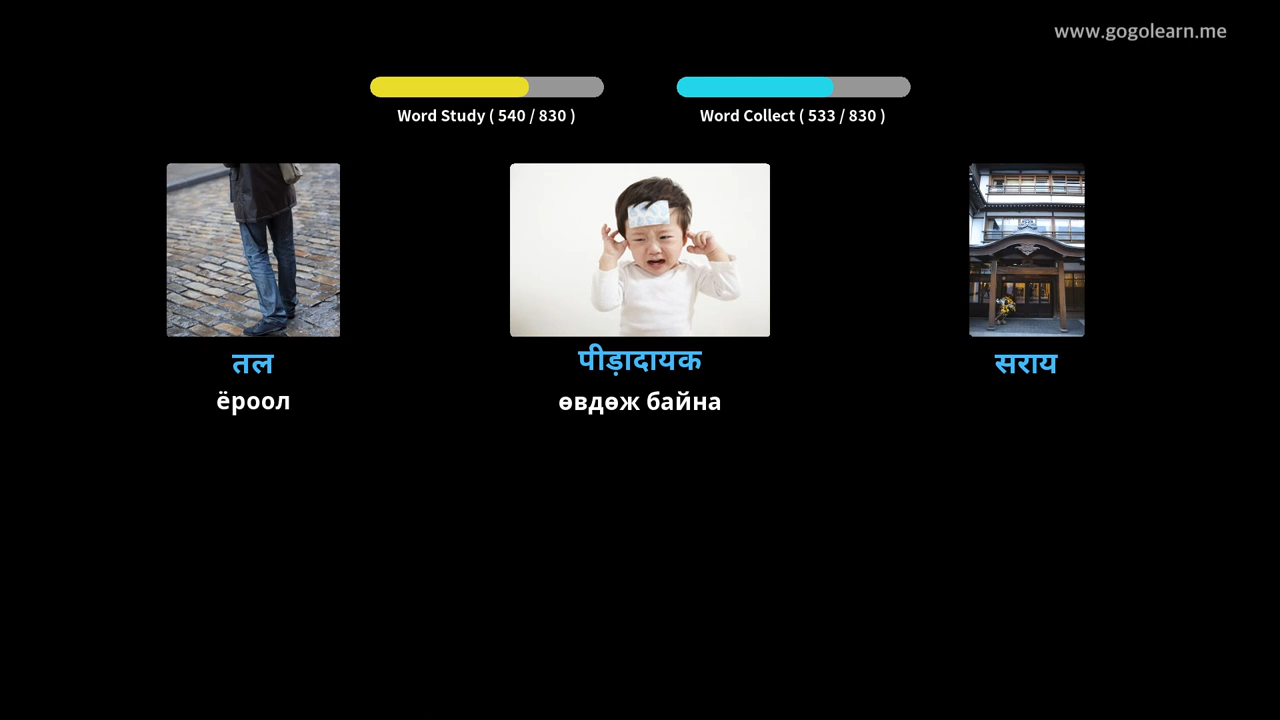 www.gogolearn.me
Word Study ( 540 / 830 )
Word Collect ( 533 / 830 )
तल
पीड़ादायक
सराय
ёроол
өвдөж байна